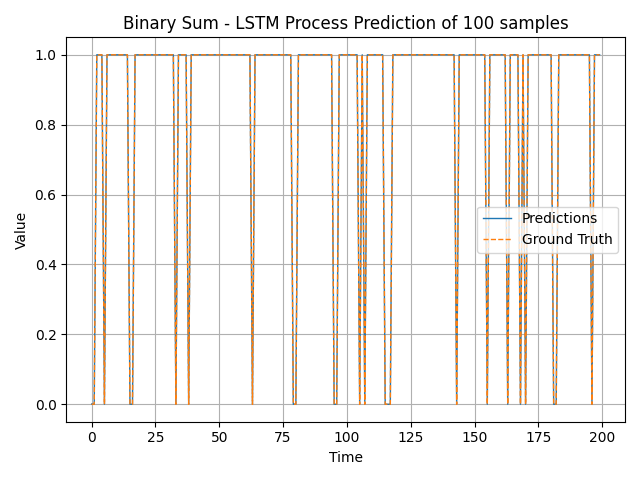 Binary Sum - LSTM Process Prediction of 100 samples
Value
1.0
0.8
0.6
0.4
0.2
0.0
Predictions
Ground Truth
0 25 50 75 100 125 150 175 200
Time